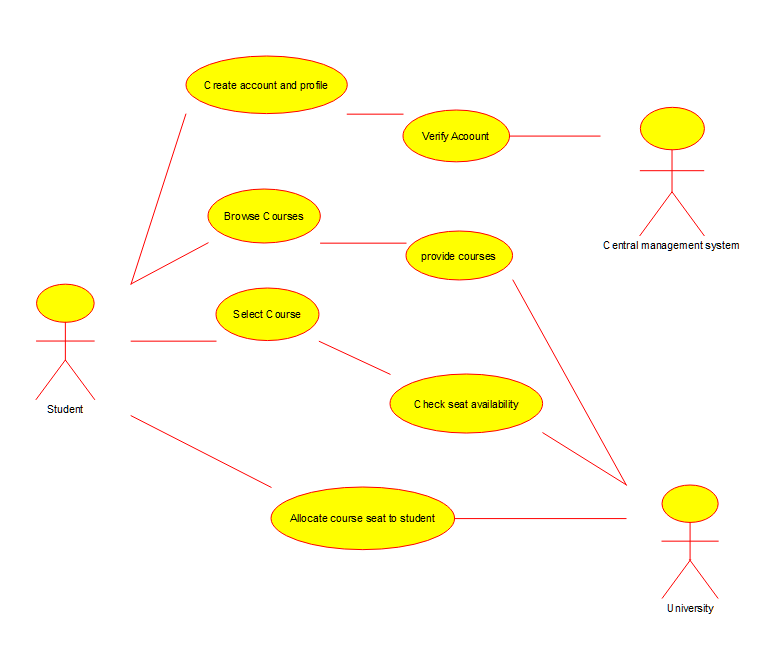 Create account and profile
Verify Acount
Central management system
Browse Courses
provide courses
Select Course
Student
Check seat availability
Allocate course seat to student
University